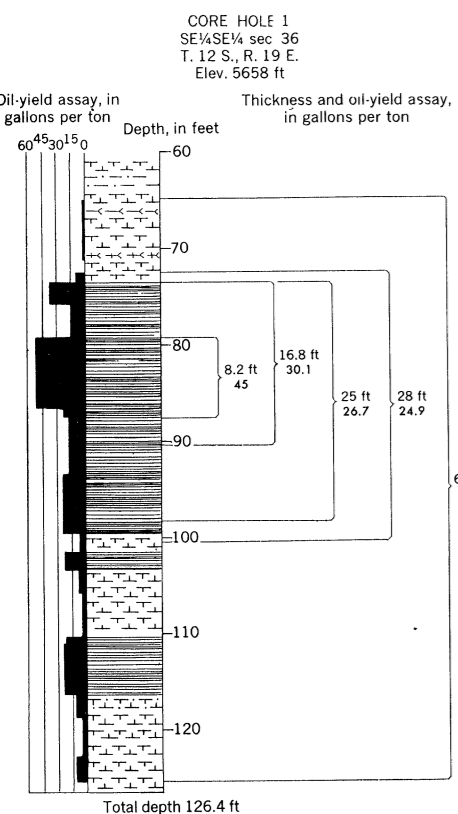 CORE HOLE 1
SE¼SE¼ sec 36
T. 12 S., R. 19 E.
Elev. 5658 ft
Oil-yield assay, in
gallons per ton
Thickness and oil-yield assay,
in gallons per ton
Depth, in feet
60 45 30 15 0
60
70
80
90
100
110
120
8.2 ft
45
16.8 ft
30.1
25 ft
26.7
28 ft
24.9
6
Total depth 126.4 ft